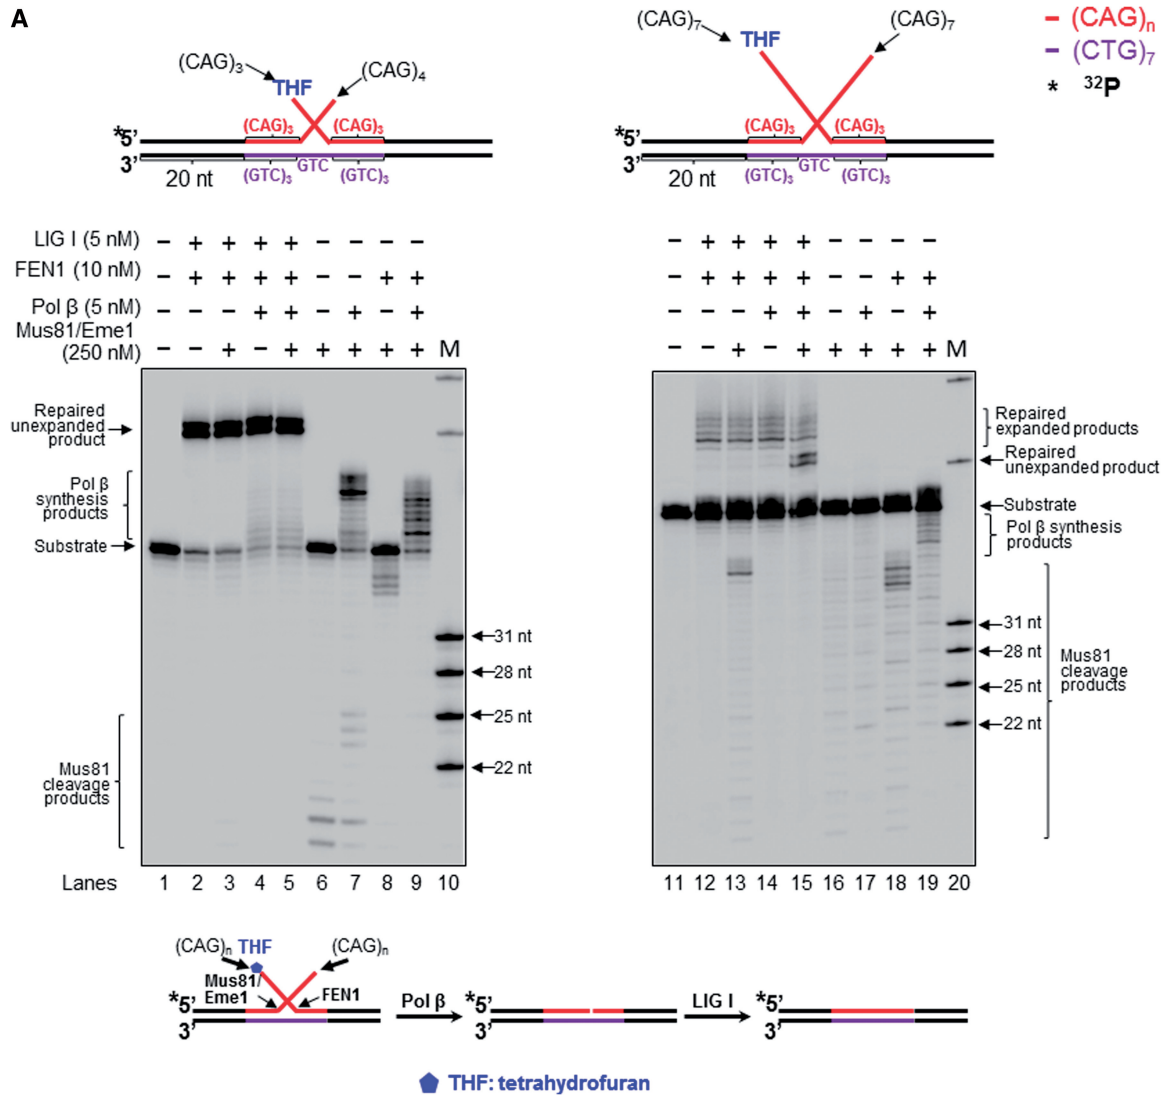 A
(CAG)3
THF
(CAG)4
(CAG)3
(CAG)3
*5'
3'
20 nt
(GTC)3
GTC
(GTC)3
(CAG)7
THF
(CAG)7
(CAG)3
(CAG)3
*5'
3'
20 nt
(GTC)3
GTC
(GTC)3
– (CAG)n
– (CTG)7
* 32P
LIG I (5 nM) – + + + + – – – –
FEN1 (10 nM) – + + + + – – + +
Pol β (5 nM) – – – + + – + – +
Mus81/Eme1
(250 nM) – – + – + + + + + M
– + + + + – – – –
– + + + + – – + +
– – – + + – + – +
– – + – + + + + + M
Repaired
unexpanded
product
Pol β
synthesis
products
Substrate
Mus81
cleavage
products
31 nt
28 nt
25 nt
22 nt
Repaired
expanded products
Repaired
unexpanded product
Substrate
Pol β synthesis
products
31 nt
28 nt
25 nt
22 nt
Mus81
cleavage
products
Lanes 1 2 3 4 5 6 7 8 9 10
11 12 13 14 15 16 17 18 19 20
(CAG)n THF
(CAG)n
Mus81/
Eme1
FEN1
*5'
3'
Pol β
*5'
3'
LIG I
*5'
3'
THF: tetrahydrofuran